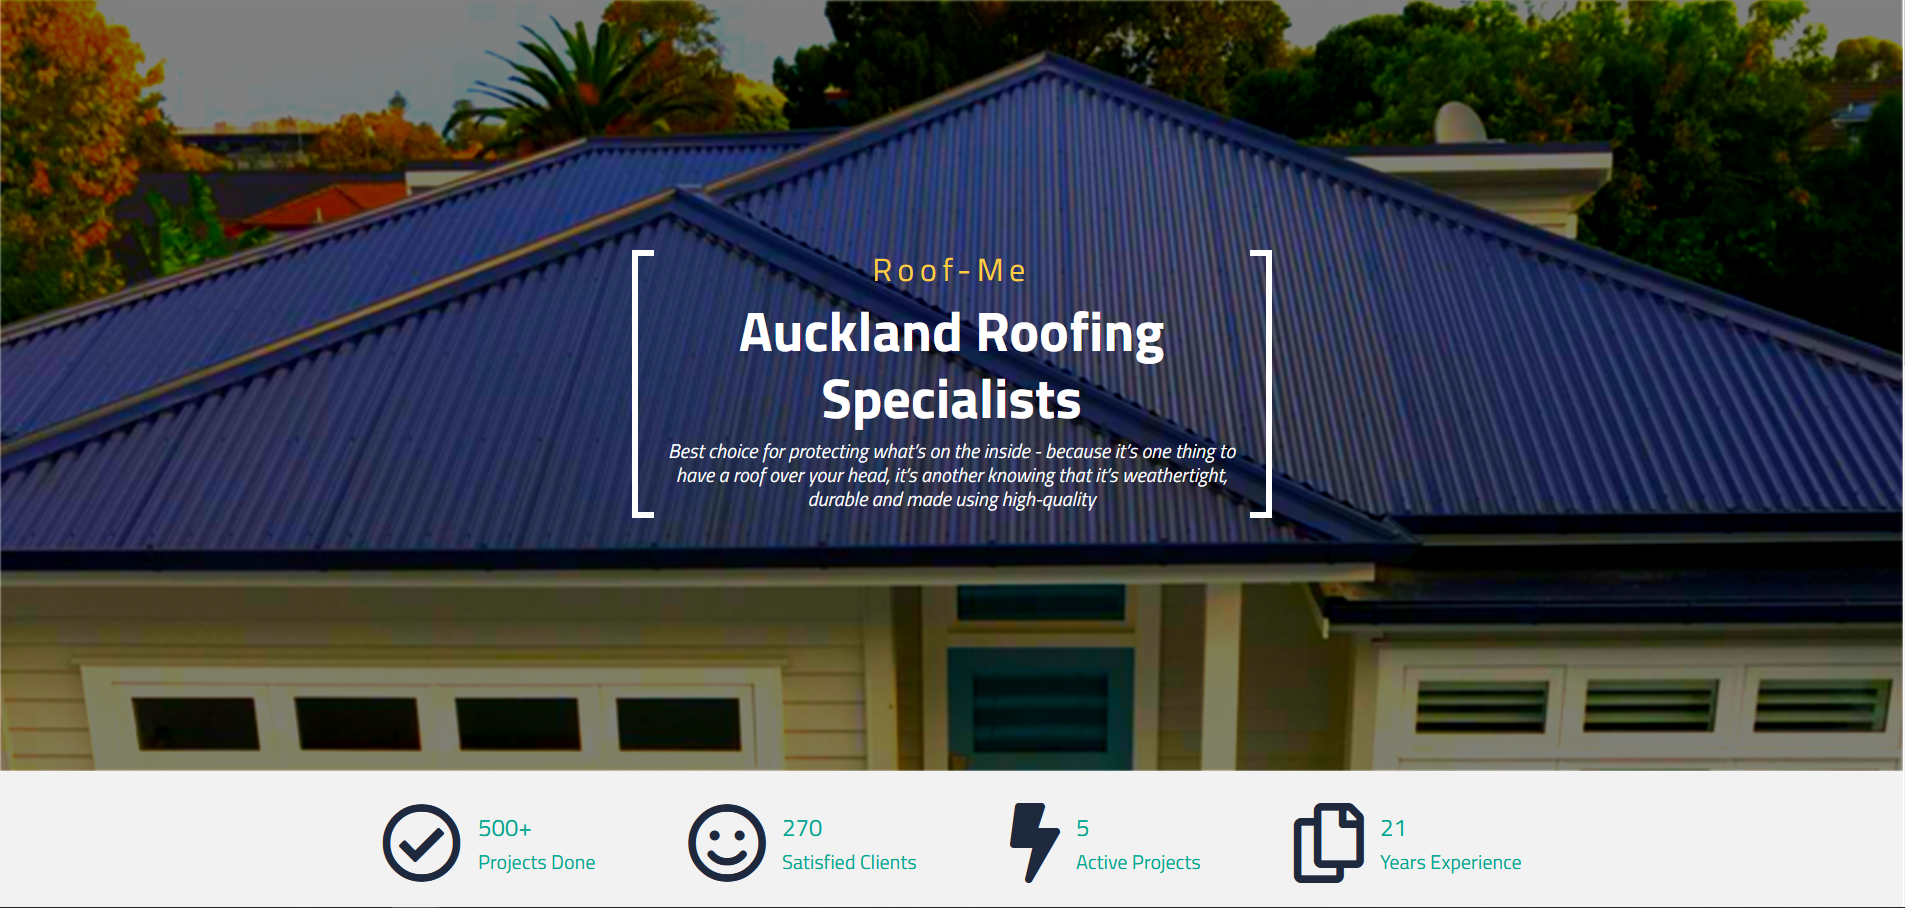 Roof-Me
Auckland Roofing
Specialists
Best choice for protecting what's on the inside - because it's one thing to
have a roof over your head, it's another knowing that it's weathertight,
durable and made using high-quality
500+
Projects Done
270
Satisfied Clients
5
Active Projects
21
Years Experience